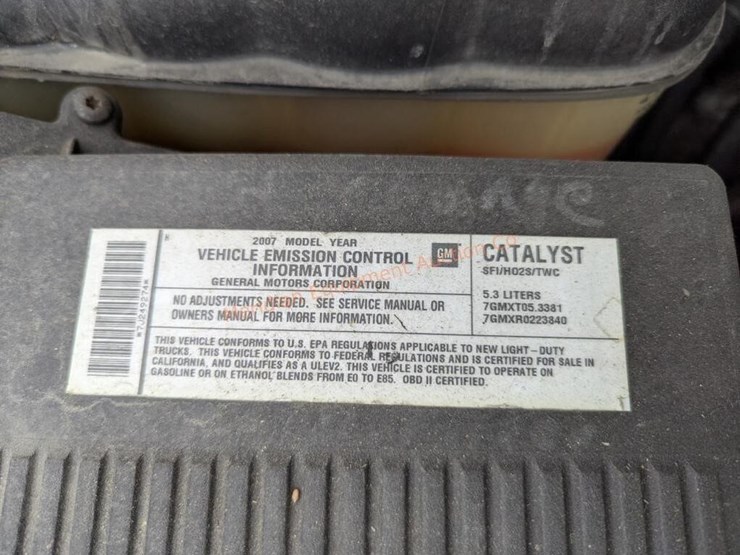 2007 MODEL YEAR
VEHICLE EMISSION CONTROL
INFORMATION
GENERAL MOTORS CORPORATION
GM
CATALYST
SFI/HO2S/TWC
NO ADJUSTMENTS NEEDED. SEE SERVICE MANUAL OR
OWNERS MANUAL FOR MORE INFORMATION.
5.3 LITERS
7GMXT05.3381
7GMXR0223840
THIS VEHICLE CONFORMS TO U.S. EPA REGULATIONS APPLICABLE TO NEW LIGHT-DUTY
TRUCKS. THIS VEHICLE CONFORMS TO FEDERAL REGULATIONS AND IS CERTIFIED FOR SALE IN
CALIFORNIA, AND QUALIFIES AS A ULEV2. THIS VEHICLE IS CERTIFIED TO OPERATE ON
GASOLINE OR ON ETHANOL BLENDS FROM E0 TO E85. OBD II CERTIFIED.
*7J249274*